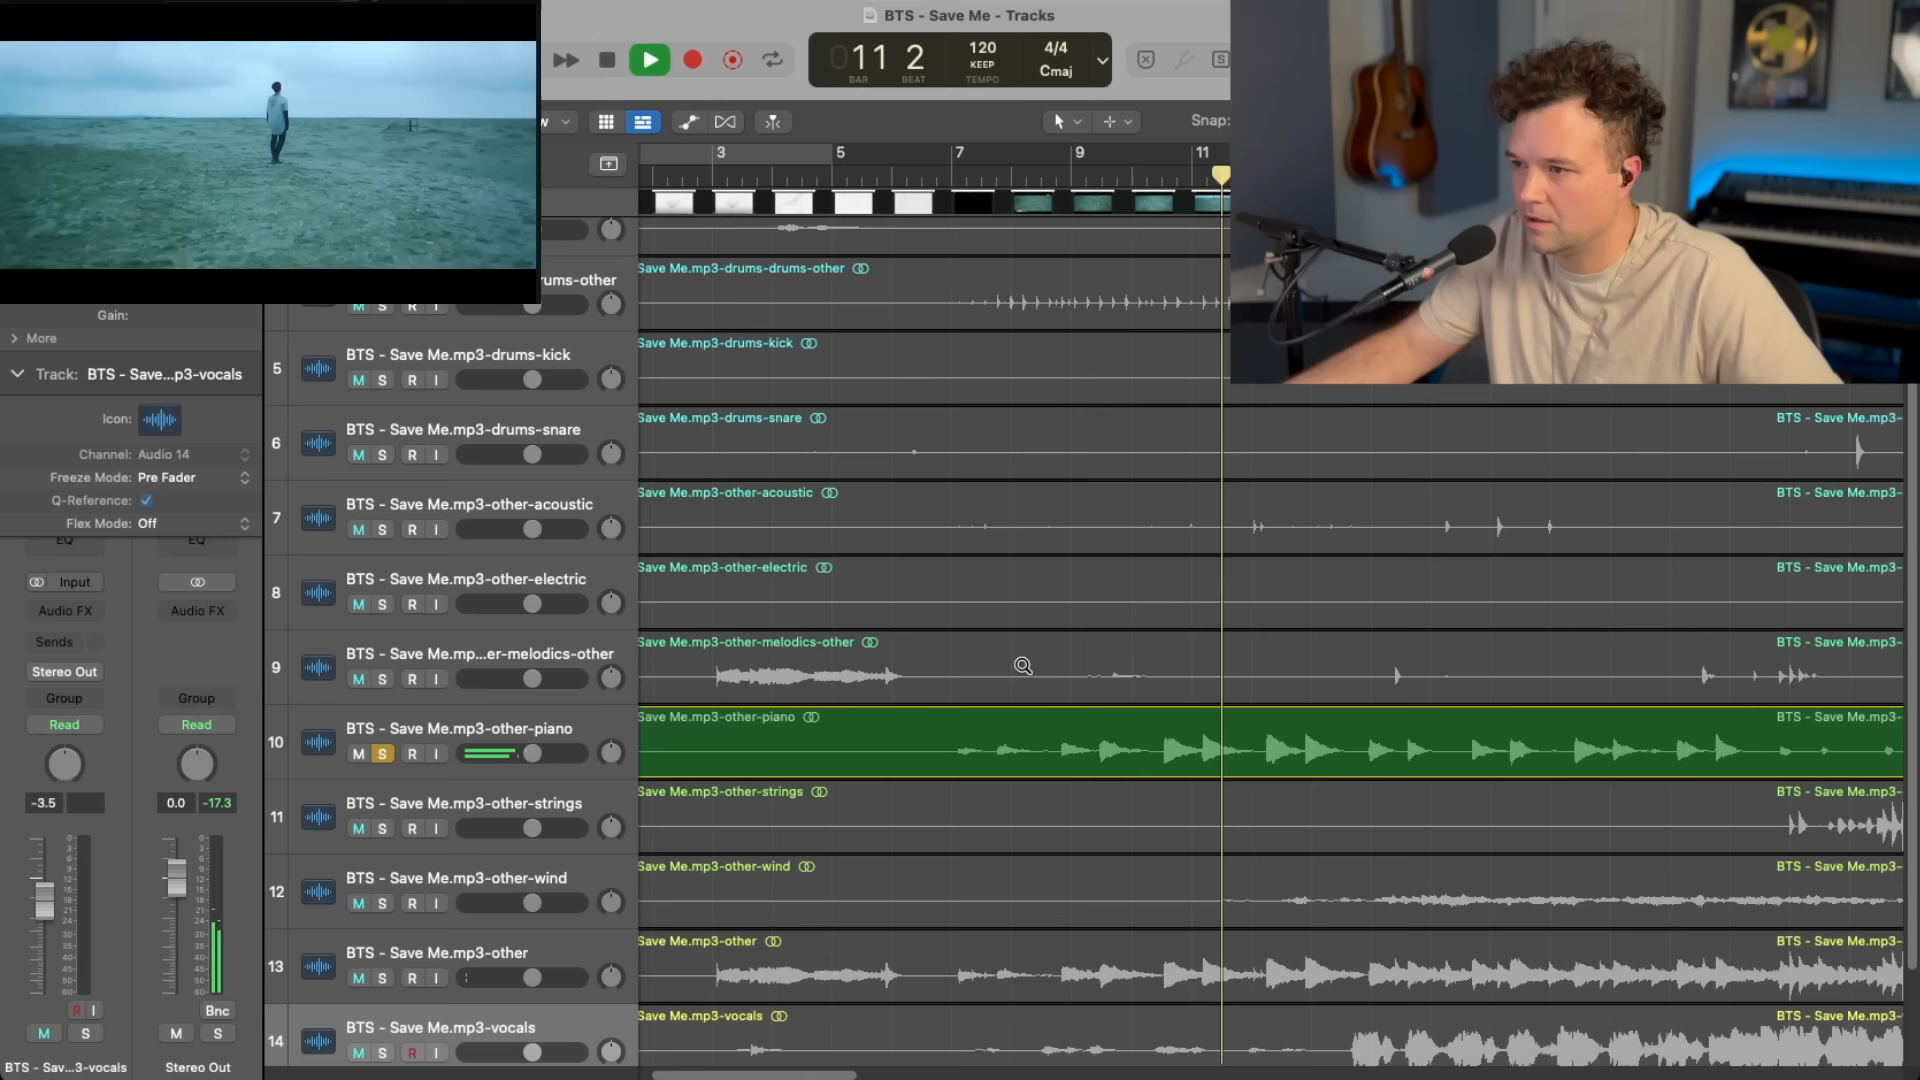 BTS - Save Me - Tracks
011 2
BAR BEAT
120
KEEP
TEMPO
4/4
Cmaj
w
Snap:
3 5 7 9 11
Gain:
More
Track: BTS - Save...p3-vocals
Icon:
Channel: Audio 14
Freeze Mode: Pre Fader
Q-Reference:
Flex Mode: Off
EQ EQ
Input
Audio FX Audio FX
Sends
Stereo Out
Group Group
Read Read
-3.5 0.0 -17.3
R I Bnc
M S M S
BTS - Sav...3-vocals Stereo Out
rums-other
M S R I
Save Me.mp3-drums-drums-other
5 BTS - Save Me.mp3-drums-kick
M S R I
Save Me.mp3-drums-kick
6 BTS - Save Me.mp3-drums-snare
M S R I
Save Me.mp3-drums-snare BTS - Save Me.mp3-
7 BTS - Save Me.mp3-other-acoustic
M S R I
Save Me.mp3-other-acoustic BTS - Save Me.mp3-
8 BTS - Save Me.mp3-other-electric
M S R I
Save Me.mp3-other-electric BTS - Save Me.mp3-
9 BTS - Save Me.mp...er-melodics-other
M S R I
Save Me.mp3-other-melodics-other BTS - Save Me.mp3-
10 BTS - Save Me.mp3-other-piano
M S R I
Save Me.mp3-other-piano BTS - Save Me.mp3-
11 BTS - Save Me.mp3-other-strings
M S R I
Save Me.mp3-other-strings BTS - Save Me.mp3-
12 BTS - Save Me.mp3-other-wind
M S R I
Save Me.mp3-other-wind BTS - Save Me.mp3-
13 BTS - Save Me.mp3-other
M S R I
Save Me.mp3-other BTS - Save Me.mp3-
14 BTS - Save Me.mp3-vocals
M S R I
Save Me.mp3-vocals BTS - Save Me.mp3-